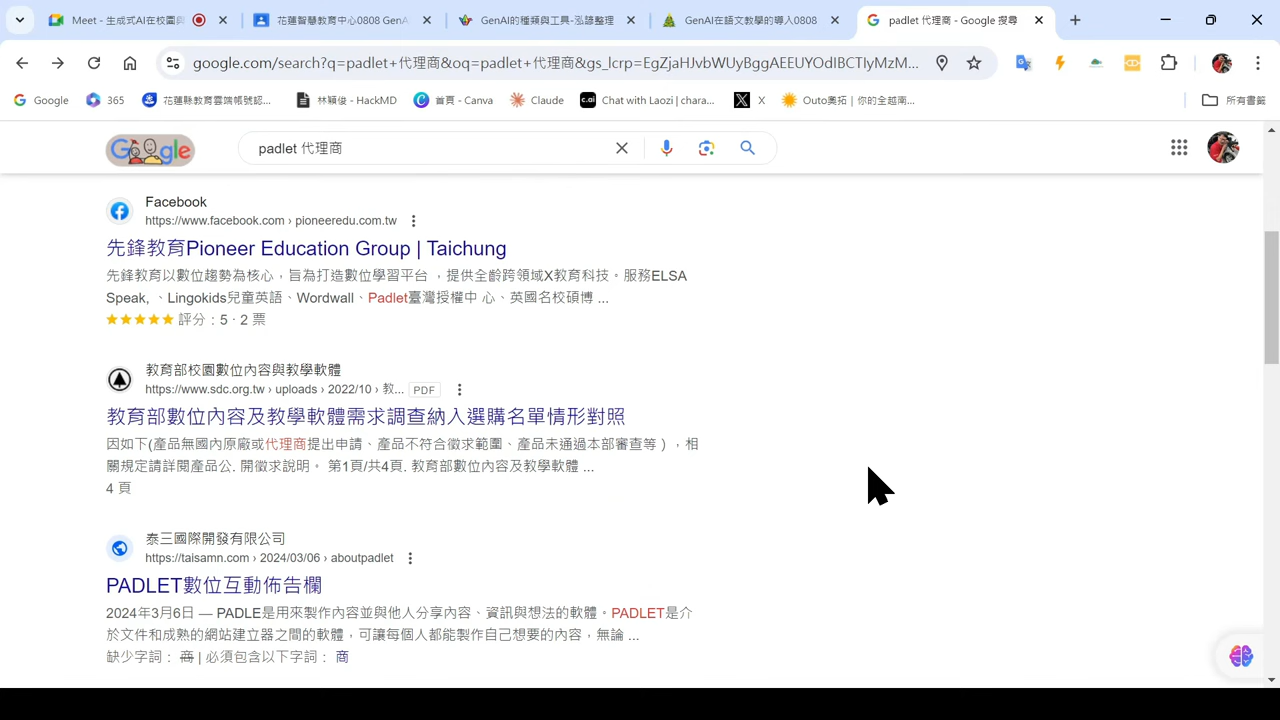 Meet - 生成式AI在校園與
花蓮智慧教育中心0808 GenA
GenAI的種類與工具-泓諺整理
GenAI在語文教學的導入0808
padlet 代理商 - Google 搜尋
google.com/search?q=padlet+代理商&oq=padlet+代理商&gs_lcrp=EgZjaHJvbWUyBggAEEUYOdIBCTIyMzM...
Google
365
花蓮縣教育雲端帳號認...
林穎俊 - HackMD
首頁 - Canva
Claude
Chat with Laozi | chara...
X
Outo奧拓 | 你的全越南...
所有書籤
Google
padlet 代理商
Facebook
https://www.facebook.com › pioneeredu.com.tw
先鋒教育Pioneer Education Group | Taichung
先鋒教育以數位趨勢為核心，旨為打造數位學習平台 ，提供全齡跨領域X教育科技。服務ELSA
Speak, 、Lingokids兒童英語、Wordwall、Padlet臺灣授權中 心、英國名校碩博 ...
評分：5 · 2 票
教育部校園數位內容與教學軟體
https://www.sdc.org.tw › uploads › 2022/10 › 教... PDF
教育部數位內容及教學軟體需求調查納入選購名單情形對照
因如下(產品無國內原廠或代理商提出申請、產品不符合徵求範圍、產品未通過本部審查等 ) ，相
關規定請詳閱產品公. 開徵求說明。 第1頁/共4頁. 教育部數位內容及教學軟體 ...
4 頁
泰三國際開發有限公司
https://taisamn.com › 2024/03/06 › aboutpadlet
PADLET數位互動佈告欄
2024年3月6日 — PADLE是用來製作內容並與他人分享內容、資訊與想法的軟體。PADLET是介
於文件和成熟的網站建立器之間的軟體，可讓每個人都能製作自己想要的內容，無論 ...
缺少字詞： 商 | 必須包含以下字詞： 商